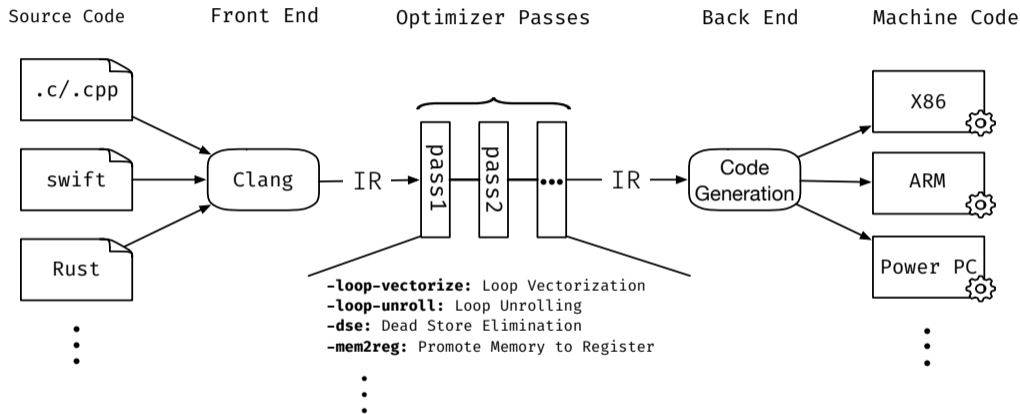 Source Code
Front End
Optimizer Passes
Back End
Machine Code
.c/.cpp
swift
Rust
Clang
IR
pass1
pass2
...
IR
Code
Generation
X86
ARM
Power PC
-loop-vectorize: Loop Vectorization
-loop-unroll: Loop Unrolling
-dse: Dead Store Elimination
-mem2reg: Promote Memory to Register